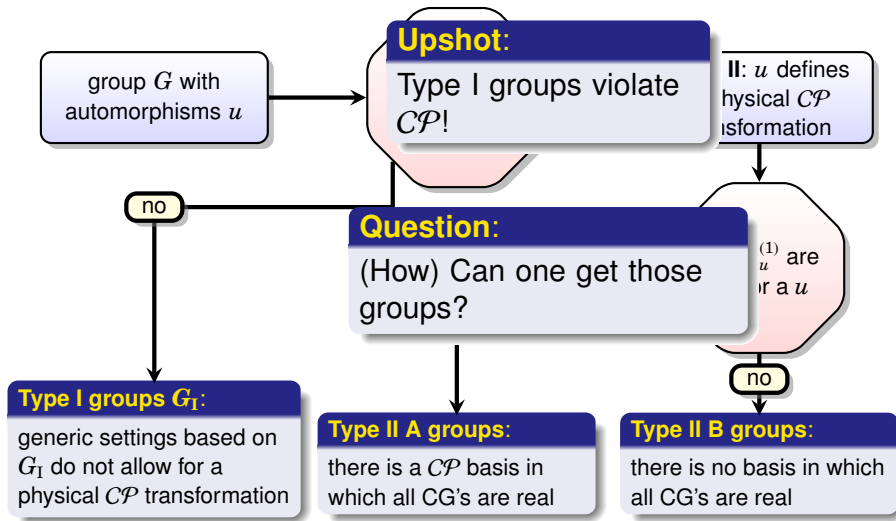 group G with
automorphisms u
Upshot:
Type I groups violate
CP!
II: u defines
physical CP
transformation
no
Question:
(How) Can one get those
groups?
(1)
u are
or a u
no
Type I groups G_I:
generic settings based on
G_I do not allow for a
physical CP transformation
Type II A groups:
there is a CP basis in
which all CG's are real
Type II B groups:
there is no basis in which
all CG's are real